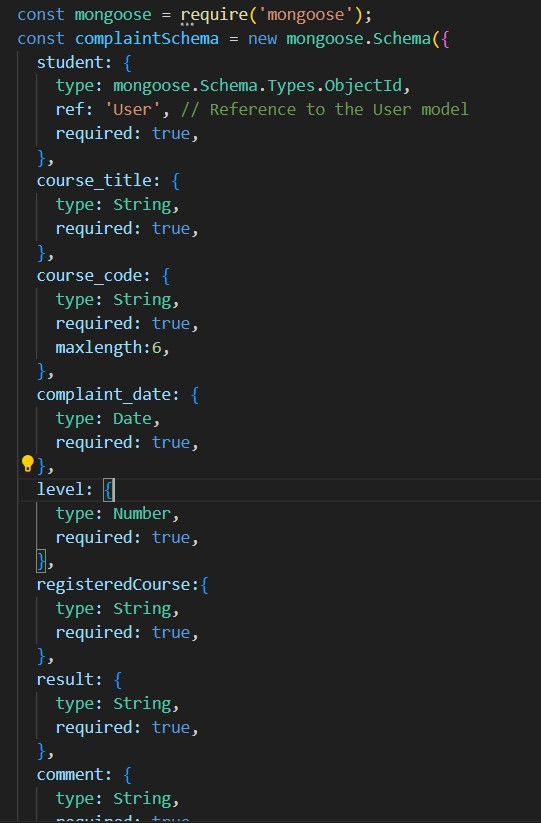 const mongoose = require('mongoose');
const complaintSchema = new mongoose.Schema({
  student: {
    type: mongoose.Schema.Types.ObjectId,
    ref: 'User', // Reference to the User model
    required: true,
  },
  course_title: {
    type: String,
    required: true,
  },
  course_code: {
    type: String,
    required: true,
    maxlength:6,
  },
  complaint_date: {
    type: Date,
    required: true,
  },
  level: {
    type: Number,
    required: true,
  },
  registeredCourse:{
    type: String,
    required: true,
  },
  result: {
    type: String,
    required: true,
  },
  comment: {
    type: String,
    required: true